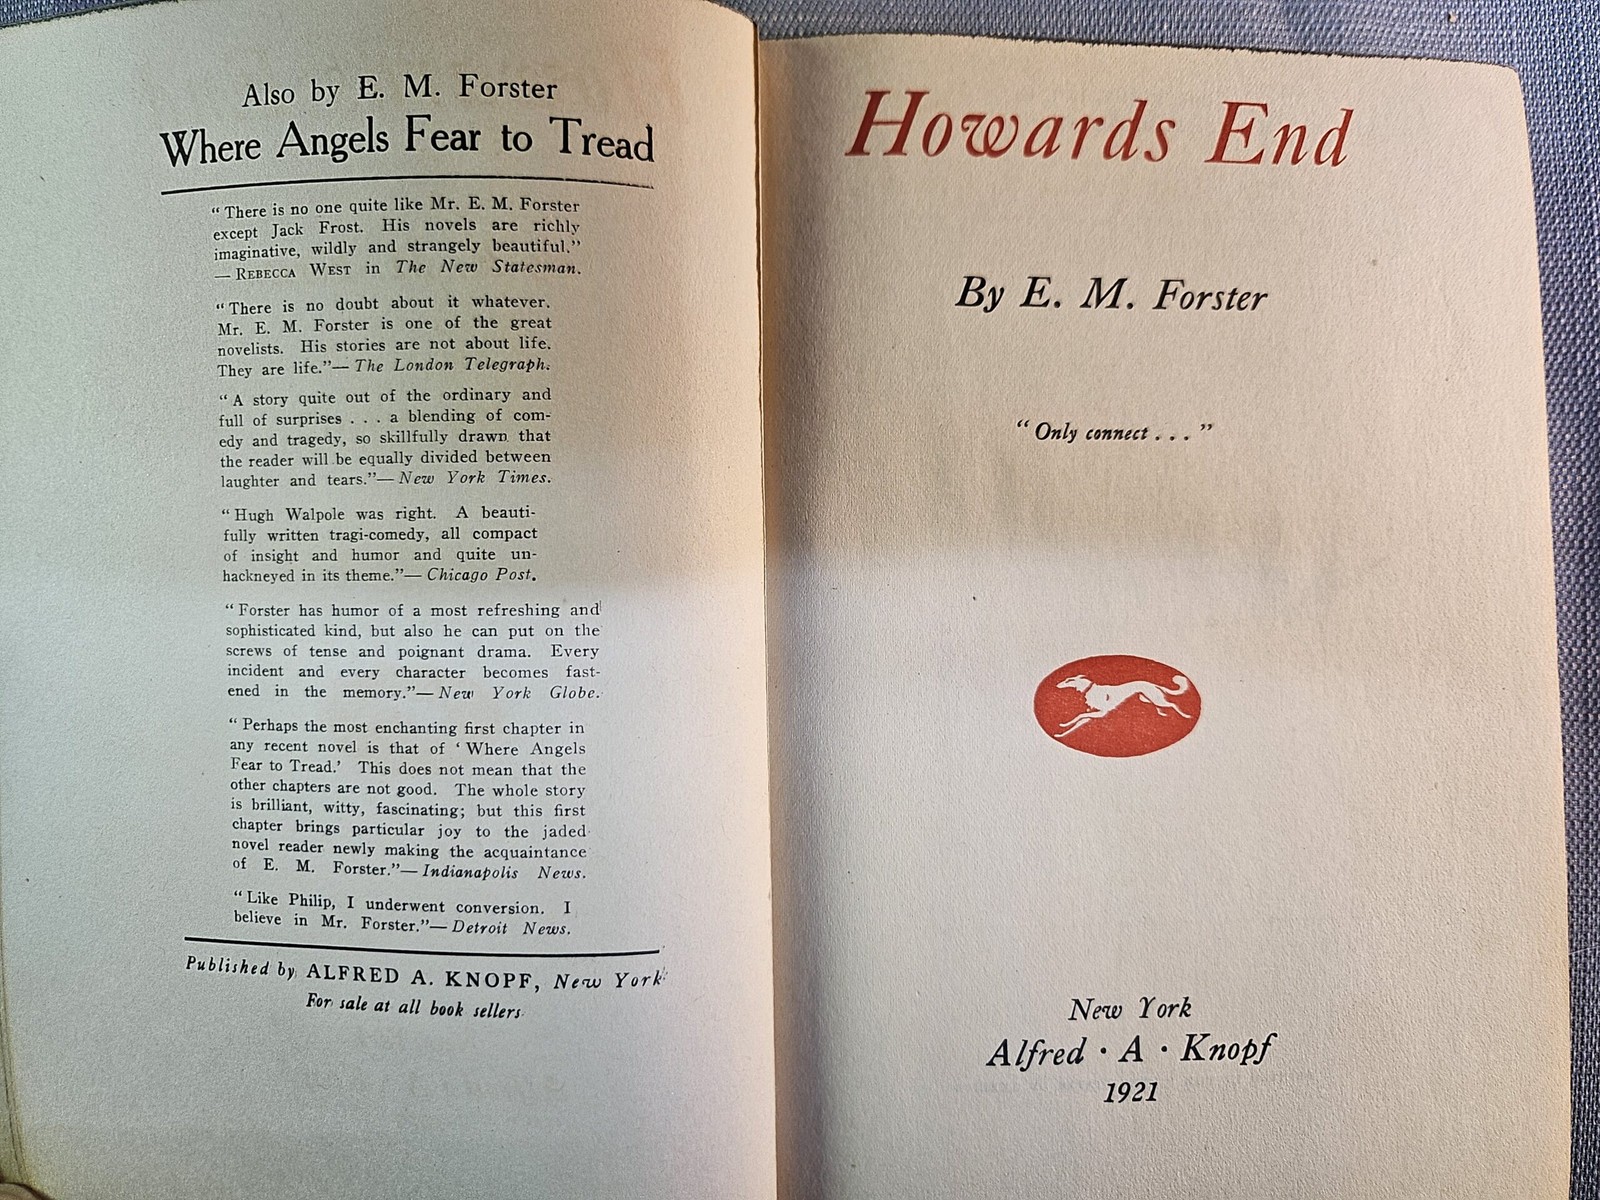 Also by E. M. Forster
Where Angels Fear to Tread
“There is no one quite like Mr. E. M. Forster
except Jack Frost. His novels are richly
imaginative, wildly and strangely beautiful.”
— REBECCA WEST in The New Statesman.
“There is no doubt about it whatever.
Mr. E. M. Forster is one of the great
novelists. His stories are not about life.
They are life.”— The London Telegraph.
“A story quite out of the ordinary and
full of surprises . . . a blending of com-
edy and tragedy, so skillfully drawn that
the reader will be equally divided between
laughter and tears.”— New York Times.
“Hugh Walpole was right. A beauti-
fully written tragi-comedy, all compact
of insight and humor and quite un-
hackneyed in its theme.”— Chicago Post.
“Forster has humor of a most refreshing and
sophisticated kind, but also he can put on the
screws of tense and poignant drama. Every
incident and every character becomes fast-
ened in the memory.”— New York Globe.
“Perhaps the most enchanting first chapter in
any recent novel is that of ‘Where Angels
Fear to Tread.’ This does not mean that the
other chapters are not good. The whole story
is brilliant, witty, fascinating; but this first
chapter brings particular joy to the jaded
novel reader newly making the acquaintance
of E. M. Forster.”— Indianapolis News.
“Like Philip, I underwent conversion. I
believe in Mr. Forster.”— Detroit News.
Published by ALFRED A. KNOPF, New York
For sale at all book sellers
Howards End
By E. M. Forster
“Only connect . . . ”
New York
Alfred · A · Knopf
1921